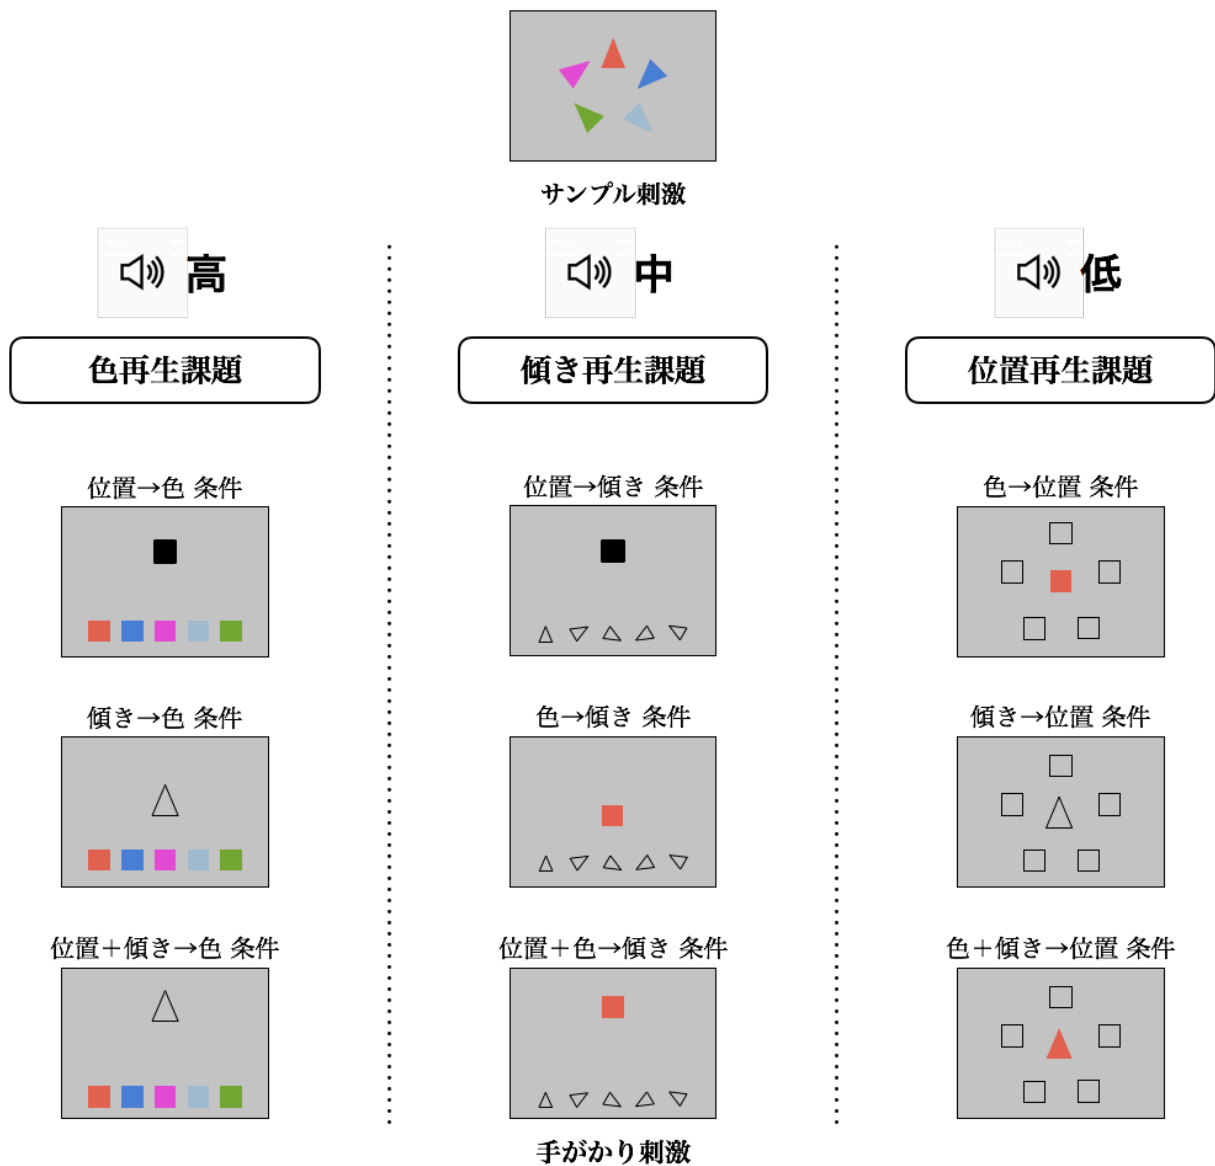 サンプル刺激
高
中
低
色再生課題
傾き再生課題
位置再生課題
位置→色 条件
位置→傾き 条件
色→位置 条件
傾き→色 条件
色→傾き 条件
傾き→位置 条件
位置＋傾き→色 条件
位置＋色→傾き 条件
色＋傾き→位置 条件
手がかり刺激